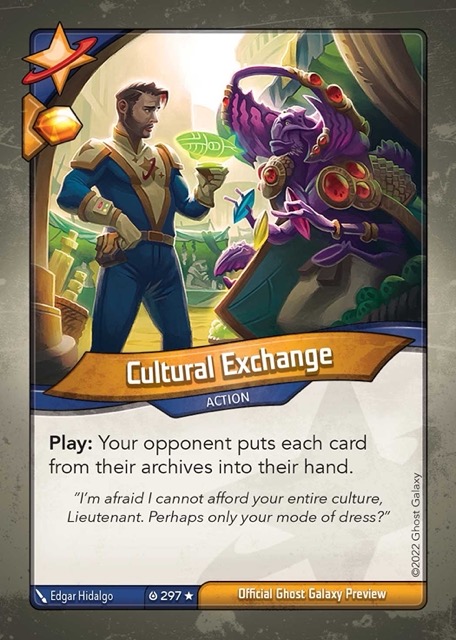 Cultural Exchange
ACTION
Play: Your opponent puts each card
from their archives into their hand.
"I'm afraid I cannot afford your entire culture,
Lieutenant. Perhaps only your mode of dress?"
©2022 Ghost Galaxy
Edgar Hidalgo
297 ★
Official Ghost Galaxy Preview